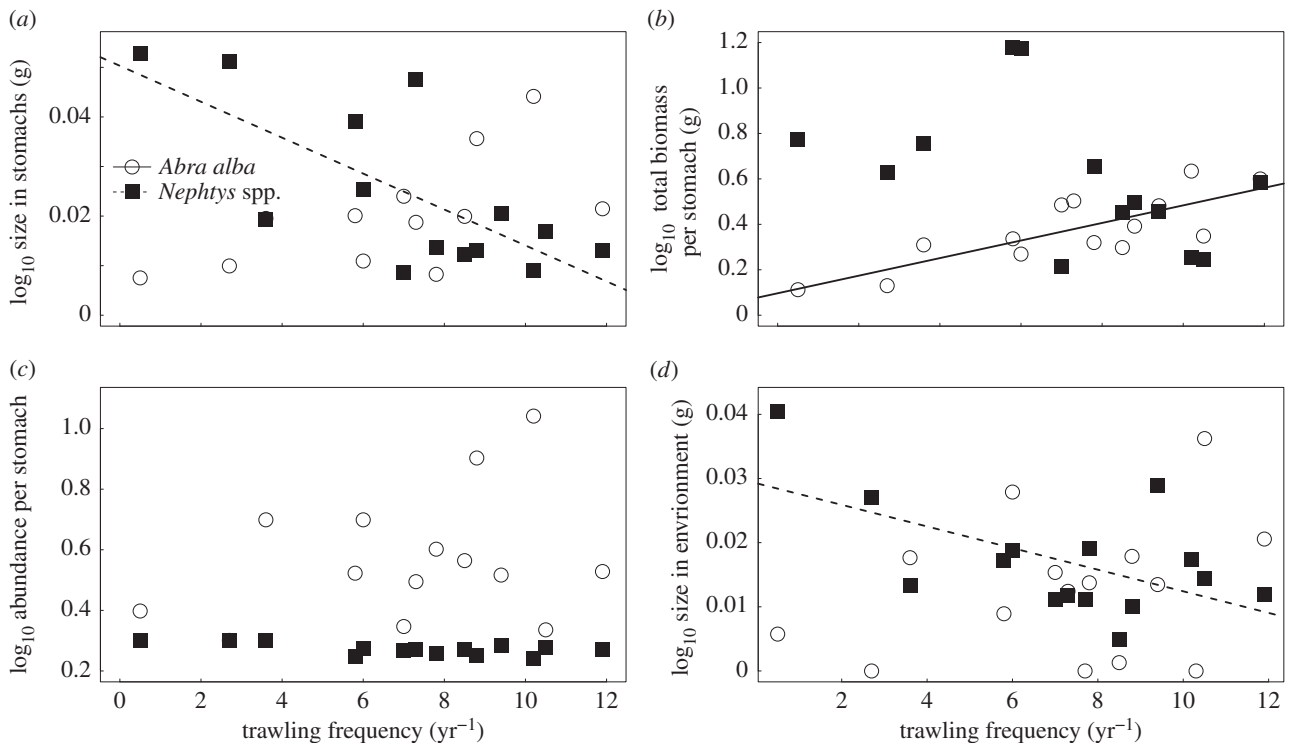 (a)
log10 size in stomachs (g)
0.04
0.02
0
Abra alba
Nephtys spp.
(b)
log10 total biomass
per stomach (g)
1.2
1.0
0.8
0.6
0.4
0.2
0
(c)
log10 abundance per stomach
1.0
0.8
0.6
0.4
0.2
0 2 4 6 8 10 12
trawling frequency (yr−1)
(d)
log10 size in envrionment (g)
0.04
0.03
0.02
0.01
0
2 4 6 8 10 12
trawling frequency (yr−1)